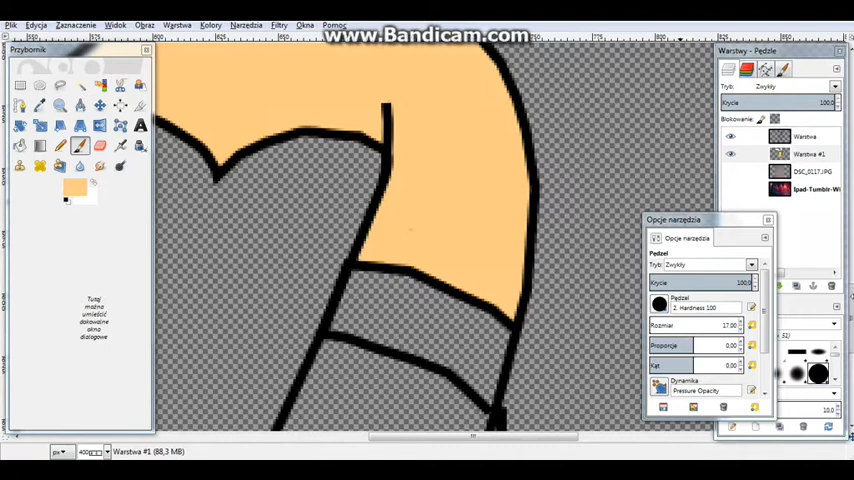 Plik Edycja Zaznaczenie Widok Obraz Warstwa Kolory Narzędzia Filtry Okna Pomoc
www.Bandicam.com
Przybornik
Tutaj
można
umieścić
dokowalne
okna
dialogowe
Warstwy - Pędzle
Tryb: Zwykły
Krycie 100,0
Blokowanie:
Warstwa
Warstwa #1
DSC_0117.JPG
Ipad-Tumblr-Wi
Opcje narzędzia
Opcje narzędzia
Pędzel
Tryb: Zwykły
Krycie 100,0
Pędzel
2. Hardness 100
Rozmiar 17,00
Proporcje 0,00
Kąt 0,00
Dynamika
Pressure Opacity
10,0
px 400 Warstwa #1 (88,3 MB)